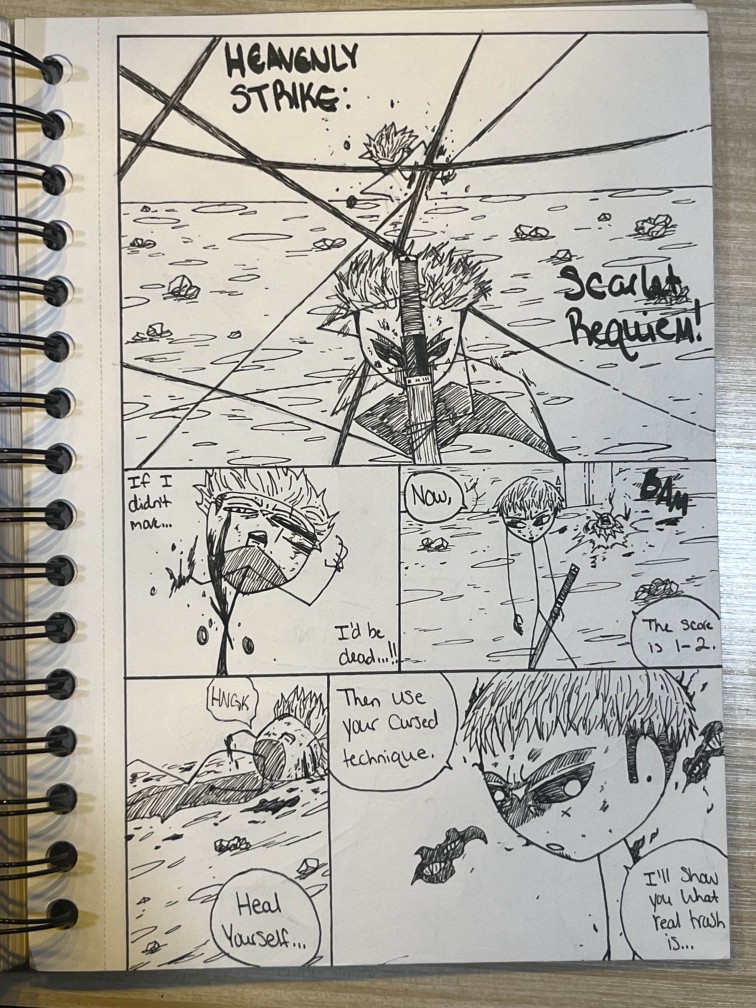 HEAVENLY
STRIKE:
Scarlet
Requiem!
If I
didn't
move...
I'd be
dead...!!
Now,
BAM
The score
is 1-2.
HNGK
Heal
Yourself...
Then use
your Cursed
technique.
I'll show
you what
real trash
is...